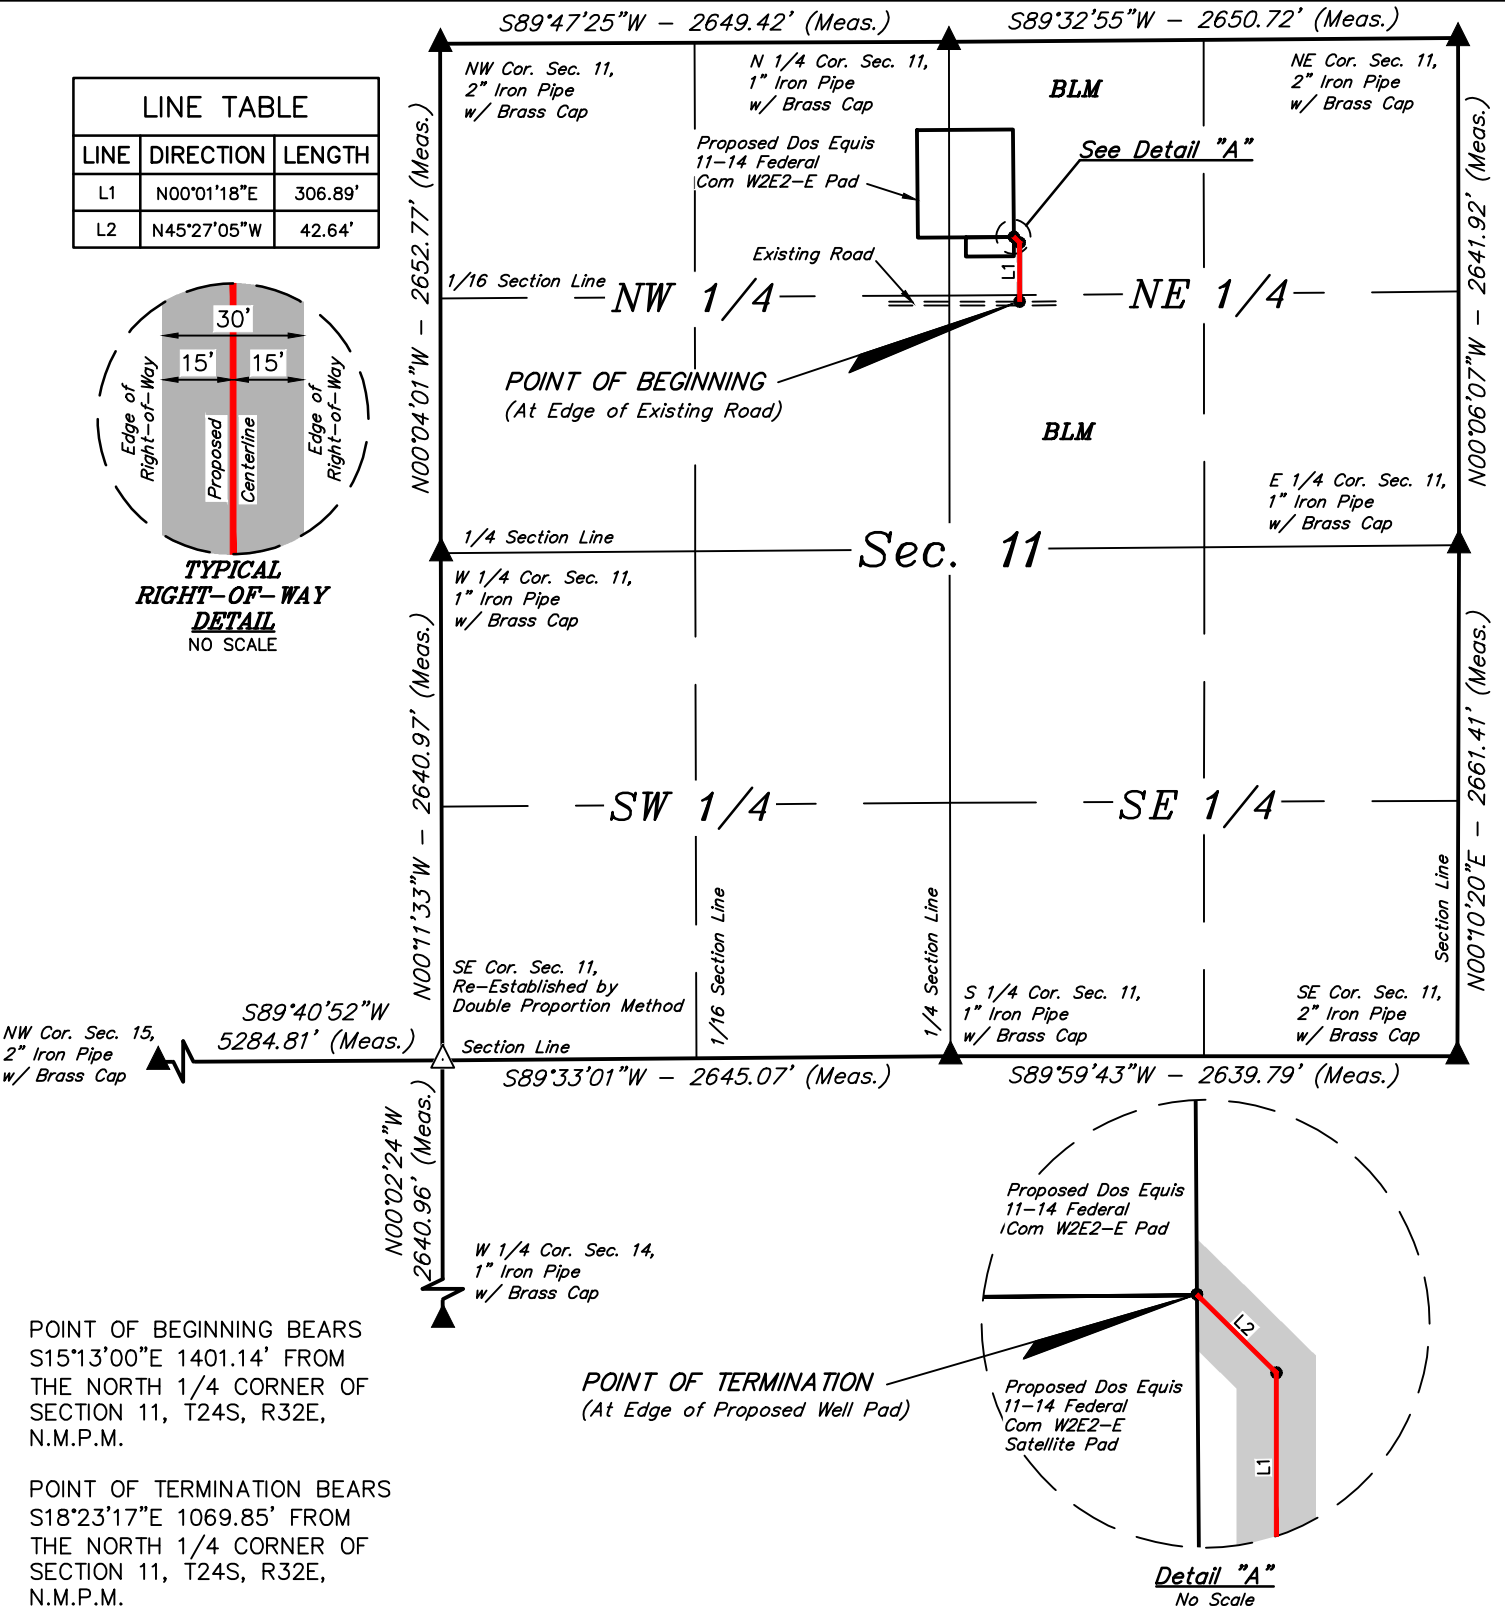 S89°47'25"W - 2649.42' (Meas.)
S89°32'55"W - 2650.72' (Meas.)
NW Cor. Sec. 11,
2" Iron Pipe
w/ Brass Cap
N 1/4 Cor. Sec. 11,
1" Iron Pipe
w/ Brass Cap
BLM
NE Cor. Sec. 11,
2" Iron Pipe
w/ Brass Cap
LINE TABLE
LINE DIRECTION LENGTH
L1 N00°01'18"E 306.89'
L2 N45°27'05"W 42.64'
N00°04'01"W - 2652.77' (Meas.)
Proposed Dos Equis
11-14 Federal
Com W2E2-E Pad
See Detail "A"
N00°06'07"W - 2641.92' (Meas.)
Existing Road
L1
1/16 Section Line
NW 1/4
NE 1/4
30'
15' 15'
Edge of
Right-of-Way
Proposed
Centerline
Edge of
Right-of-Way
TYPICAL
RIGHT-OF-WAY
DETAIL
NO SCALE
POINT OF BEGINNING
(At Edge of Existing Road)
BLM
E 1/4 Cor. Sec. 11,
1" Iron Pipe
w/ Brass Cap
1/4 Section Line
Sec. 11
W 1/4 Cor. Sec. 11,
1" Iron Pipe
w/ Brass Cap
N00°11'33"W - 2640.97' (Meas.)
N00°10'20"E - 2661.41' (Meas.)
SW 1/4
SE 1/4
1/16 Section Line
1/4 Section Line
Section Line
SE Cor. Sec. 11,
Re-Established by
Double Proportion Method
S 1/4 Cor. Sec. 11,
1" Iron Pipe
w/ Brass Cap
SE Cor. Sec. 11,
2" Iron Pipe
w/ Brass Cap
S89°40'52"W
5284.81' (Meas.)
NW Cor. Sec. 15,
2" Iron Pipe
w/ Brass Cap
Section Line
S89°33'01"W - 2645.07' (Meas.)
S89°59'43"W - 2639.79' (Meas.)
N00°02'24"W
2640.96' (Meas.)
W 1/4 Cor. Sec. 14,
1" Iron Pipe
w/ Brass Cap
Proposed Dos Equis
11-14 Federal
Com W2E2-E Pad
L2
POINT OF TERMINATION
(At Edge of Proposed Well Pad)
Proposed Dos Equis
11-14 Federal
Com W2E2-E
Satellite Pad
L1
Detail "A"
No Scale
POINT OF BEGINNING BEARS
S15°13'00"E 1401.14' FROM
THE NORTH 1/4 CORNER OF
SECTION 11, T24S, R32E,
N.M.P.M.
POINT OF TERMINATION BEARS
S18°23'17"E 1069.85' FROM
THE NORTH 1/4 CORNER OF
SECTION 11, T24S, R32E,
N.M.P.M.